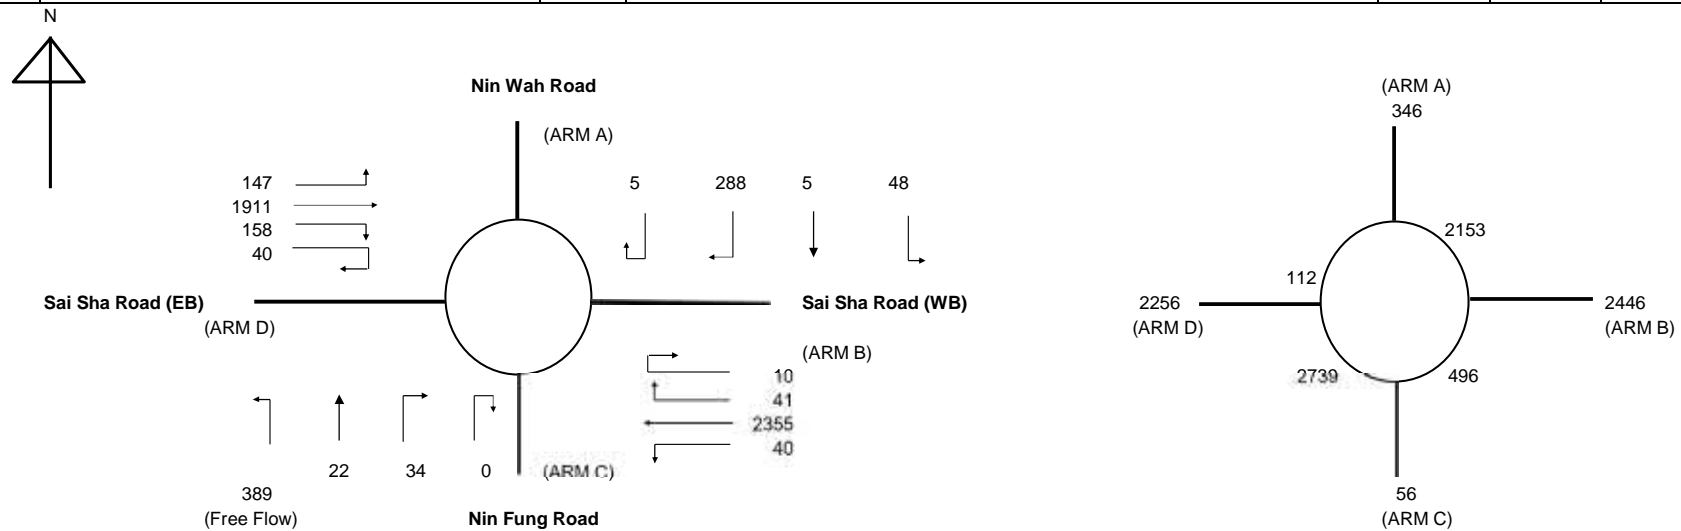 N
Nin Wah Road
(ARM A)
147
1911
158
40
5 288 5 48
Sai Sha Road (EB)
(ARM D)
Sai Sha Road (WB)
(ARM B)
10
41
2355
40
22 34 0 (ARM C)
389
(Free Flow)
Nin Fung Road
(ARM A)
346
2153
112
2256
(ARM D)
2446
(ARM B)
2739
496
56
(ARM C)